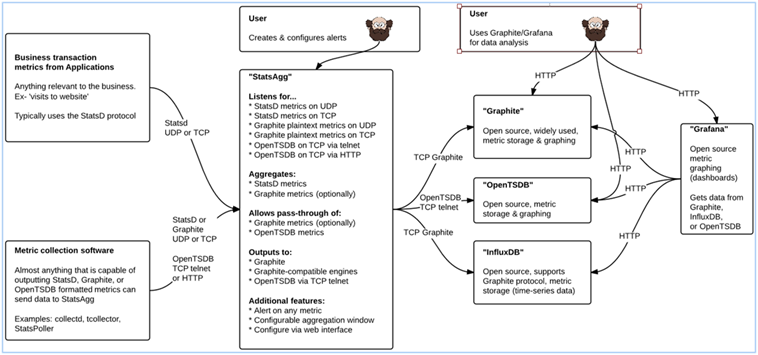 User
Creates & configures alerts
User
Uses Graphite/Grafana
for data analysis
Business transaction
metrics from Applications
Anything relevant to the business.
Ex- 'visits to website'
Typically uses the StatsD protocol
Statsd
UDP or TCP
StatsD or
Graphite
UDP or TCP
OpenTSDB
TCP telnet
or HTTP
Metric collection software
Almost anything that is capable of
outputting StatsD, Graphite, or
OpenTSDB formatted metrics can
send data to StatsAgg
Examples: collectd, tcollector,
StatsPoller
"StatsAgg"
Listens for...
* StatsD metrics on UDP
* StatsD metrics on TCP
* Graphite plaintext metrics on UDP
* Graphite plaintext metrics on TCP
* OpenTSDB on TCP via telnet
* OpenTSDB on TCP via HTTP
Aggregates:
* StatsD metrics
* Graphite metrics (optionally)
Allows pass-through of:
* Graphite metrics (optionally)
* OpenTSDB metrics
Outputs to:
* Graphite
* Graphite-compatible engines
* OpenTSDB via TCP telnet
Additional features:
* Alert on any metric
* Configurable aggregation window
* Configure via web interface
TCP Graphite
OpenTSDB
TCP telnet
TCP Graphite
HTTP
HTTP
HTTP
HTTP
HTTP
HTTP
"Graphite"
Open source, widely used,
metric storage & graphing
"OpenTSDB"
Open source, metric
storage & graphing
"InfluxDB"
Open source, supports
Graphite protocol, metric
storage (time-series data)
"Grafana"
Open source
metric
graphing
(dashboards)
Gets data from
Graphite,
InfluxDB,
or OpenTSDB